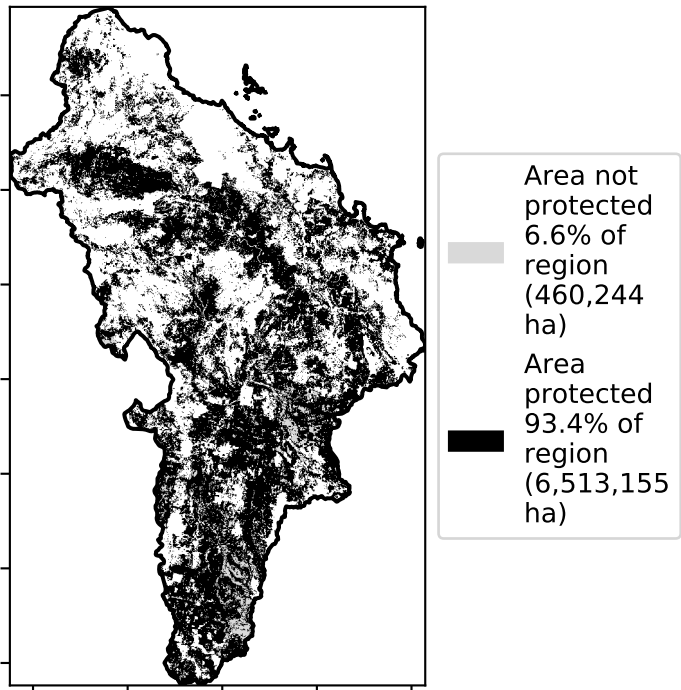 Area not
protected
6.6% of
region
(460,244
ha)
Area
protected
93.4% of
region
(6,513,155
ha)